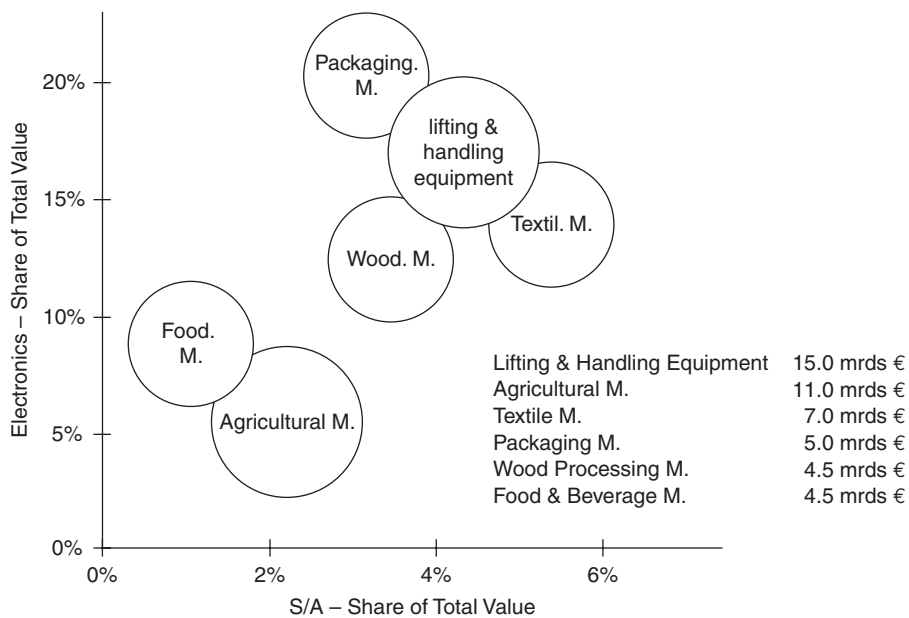 Electronics – Share of Total Value
20%
15%
10%
5%
0%
Packaging.
M.
lifting &
handling
equipment
Textil. M.
Wood. M.
Food.
M.
Agricultural M.
Lifting & Handling Equipment 15.0 mrds €
Agricultural M. 11.0 mrds €
Textile M. 7.0 mrds €
Packaging M. 5.0 mrds €
Wood Processing M. 4.5 mrds €
Food & Beverage M. 4.5 mrds €
0% 2% 4% 6%
S/A – Share of Total Value